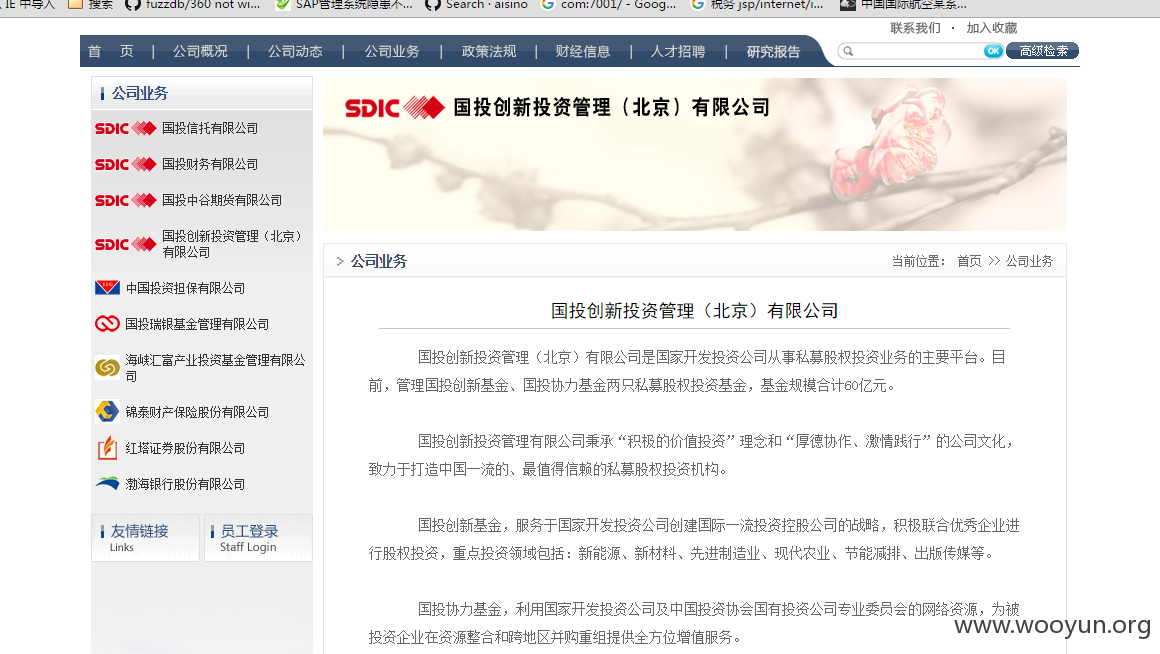 IE 中导入 搜索 fuzzdb/360 not wi... SAP管理系统隐患不... Search · aisino com:7001/ - Goog... 税务 jsp/internet/i... 中国国际航空某系...
联系我们 · 加入收藏
首 页 | 公司概况 | 公司动态 | 公司业务 | 政策法规 | 财经信息 | 人才招聘 | 研究报告 OK 高级检索
公司业务
SDIC 国投信托有限公司
SDIC 国投财务有限公司
SDIC 国投中谷期货有限公司
SDIC 国投创新投资管理（北京）
有限公司
中国投资担保有限公司
国投瑞银基金管理有限公司
海峡汇富产业投资基金管理有限公
司
锦泰财产保险股份有限公司
红塔证券股份有限公司
渤海银行股份有限公司
友情链接
Links
员工登录
Staff Login
SDIC 国投创新投资管理（北京）有限公司
> 公司业务
当前位置： 首页 >> 公司业务
国投创新投资管理（北京）有限公司
国投创新投资管理（北京）有限公司是国家开发投资公司从事私募股权投资业务的主要平台。目
前，管理国投创新基金、国投协力基金两只私募股权投资基金，基金规模合计60亿元。
国投创新投资管理有限公司秉承“积极的价值投资”理念和“厚德协作、激情践行”的公司文化，
致力于打造中国一流的、最值得信赖的私募股权投资机构。
国投创新基金，服务于国家开发投资公司创建国际一流投资控股公司的战略，积极联合优秀企业进
行股权投资，重点投资领域包括：新能源、新材料、先进制造业、现代农业、节能减排、出版传媒等。
国投协力基金，利用国家开发投资公司及中国投资协会国有投资公司专业委员会的网络资源，为被
投资企业在资源整合和跨地区并购重组提供全方位增值服务。
www.wooyun.org